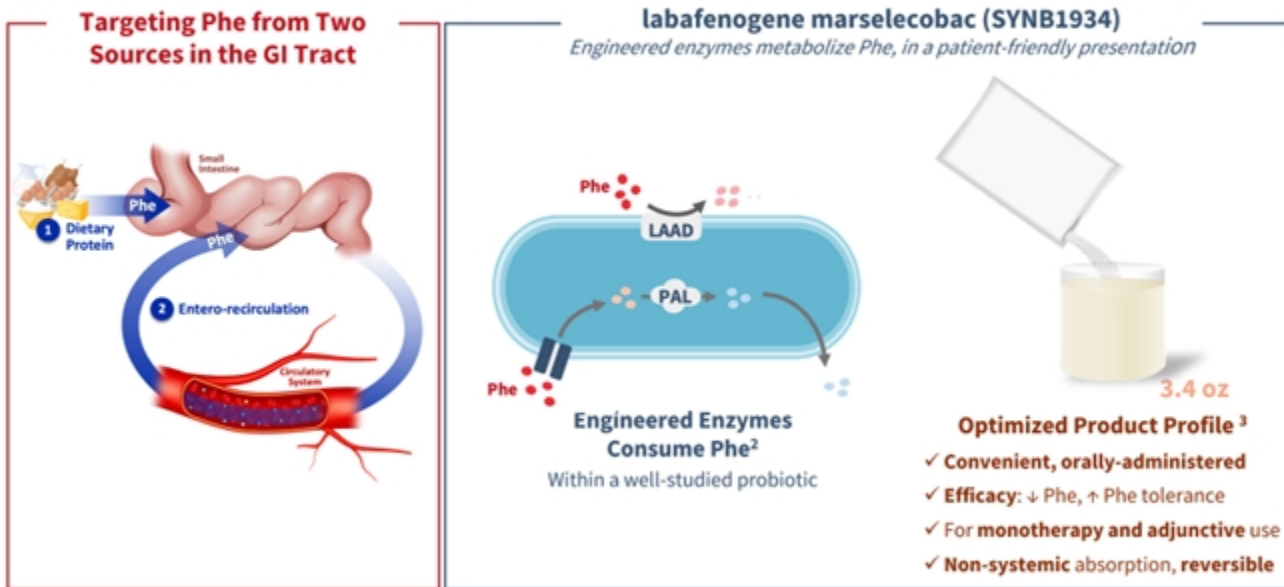 Targeting Phe from Two
Sources in the GI Tract
Small
Intestine
Phe
1 Dietary
Protein
Phe
2 Entero-recirculation
Circulatory
System
labafenogene marselecobac (SYNB1934)
Engineered enzymes metabolize Phe, in a patient-friendly presentation
Phe
LAAD
PAL
Phe
Engineered Enzymes
Consume Phe²
Within a well-studied probiotic
3.4 oz
Optimized Product Profile ³
✓ Convenient, orally-administered
✓ Efficacy: ↓ Phe, ↑ Phe tolerance
✓ For monotherapy and adjunctive use
✓ Non-systemic absorption, reversible